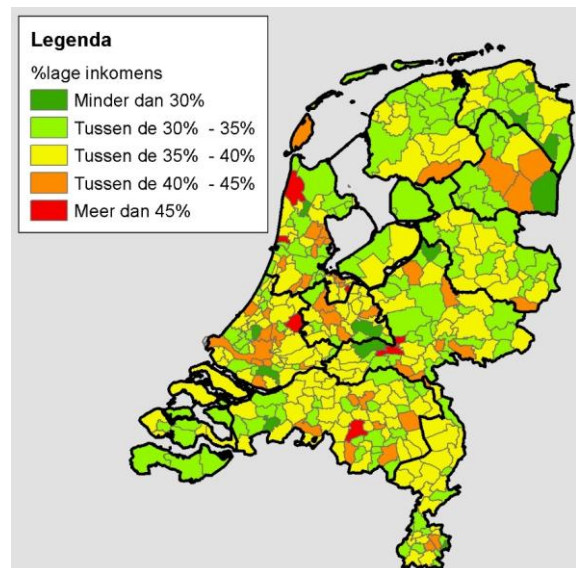 Legenda
%lage inkomens
Minder dan 30%
Tussen de 30% - 35%
Tussen de 35% - 40%
Tussen de 40% - 45%
Meer dan 45%